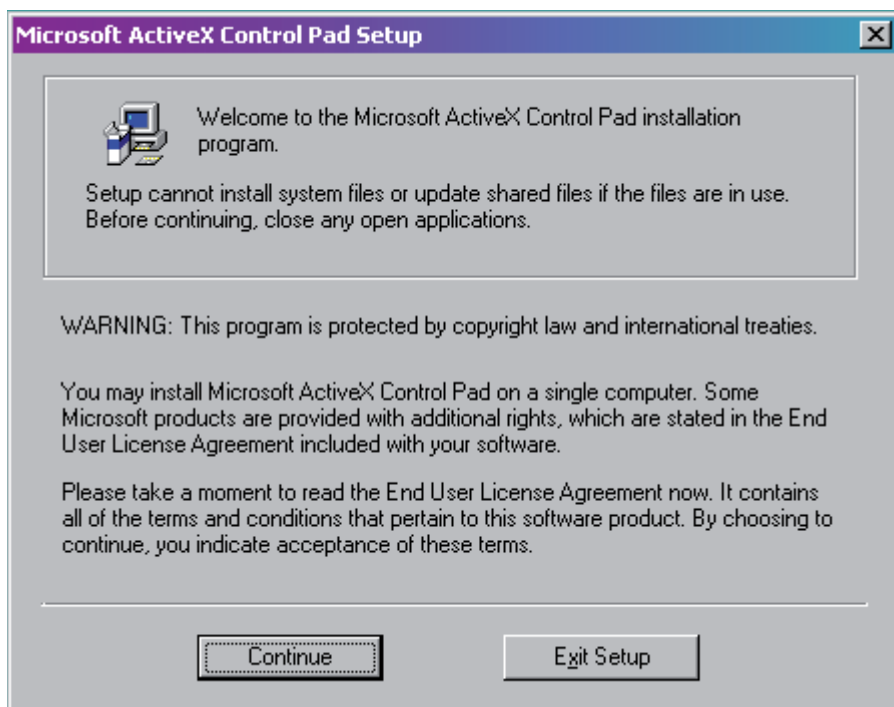 Microsoft ActiveX Control Pad Setup
Welcome to the Microsoft ActiveX Control Pad installation
program.
Setup cannot install system files or update shared files if the files are in use.
Before continuing, close any open applications.
WARNING: This program is protected by copyright law and international treaties.
You may install Microsoft ActiveX Control Pad on a single computer. Some
Microsoft products are provided with additional rights, which are stated in the End
User License Agreement included with your software.
Please take a moment to read the End User License Agreement now. It contains
all of the terms and conditions that pertain to this software product. By choosing to
continue, you indicate acceptance of these terms.
Continue
Exit Setup